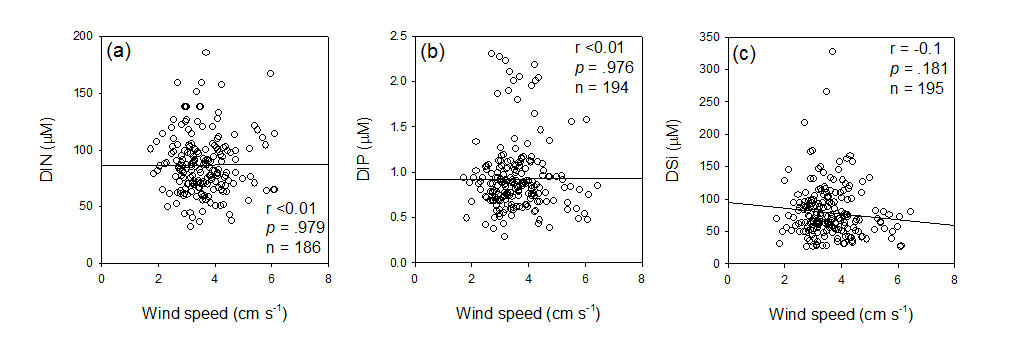 (a)
200
150
100
50
0
DIN (µM)
r <0.01
p = .979
n = 186
0 2 4 6 8
Wind speed (cm s⁻¹)
(b)
2.5
2.0
1.5
1.0
0.5
0.0
DIP (µM)
r <0.01
p = .976
n = 194
0 2 4 6 8
Wind speed (cm s⁻¹)
(c)
350
300
250
200
150
100
50
0
DSi (µM)
r = -0.1
p = .181
n = 195
0 2 4 6 8
Wind speed (cm s⁻¹)